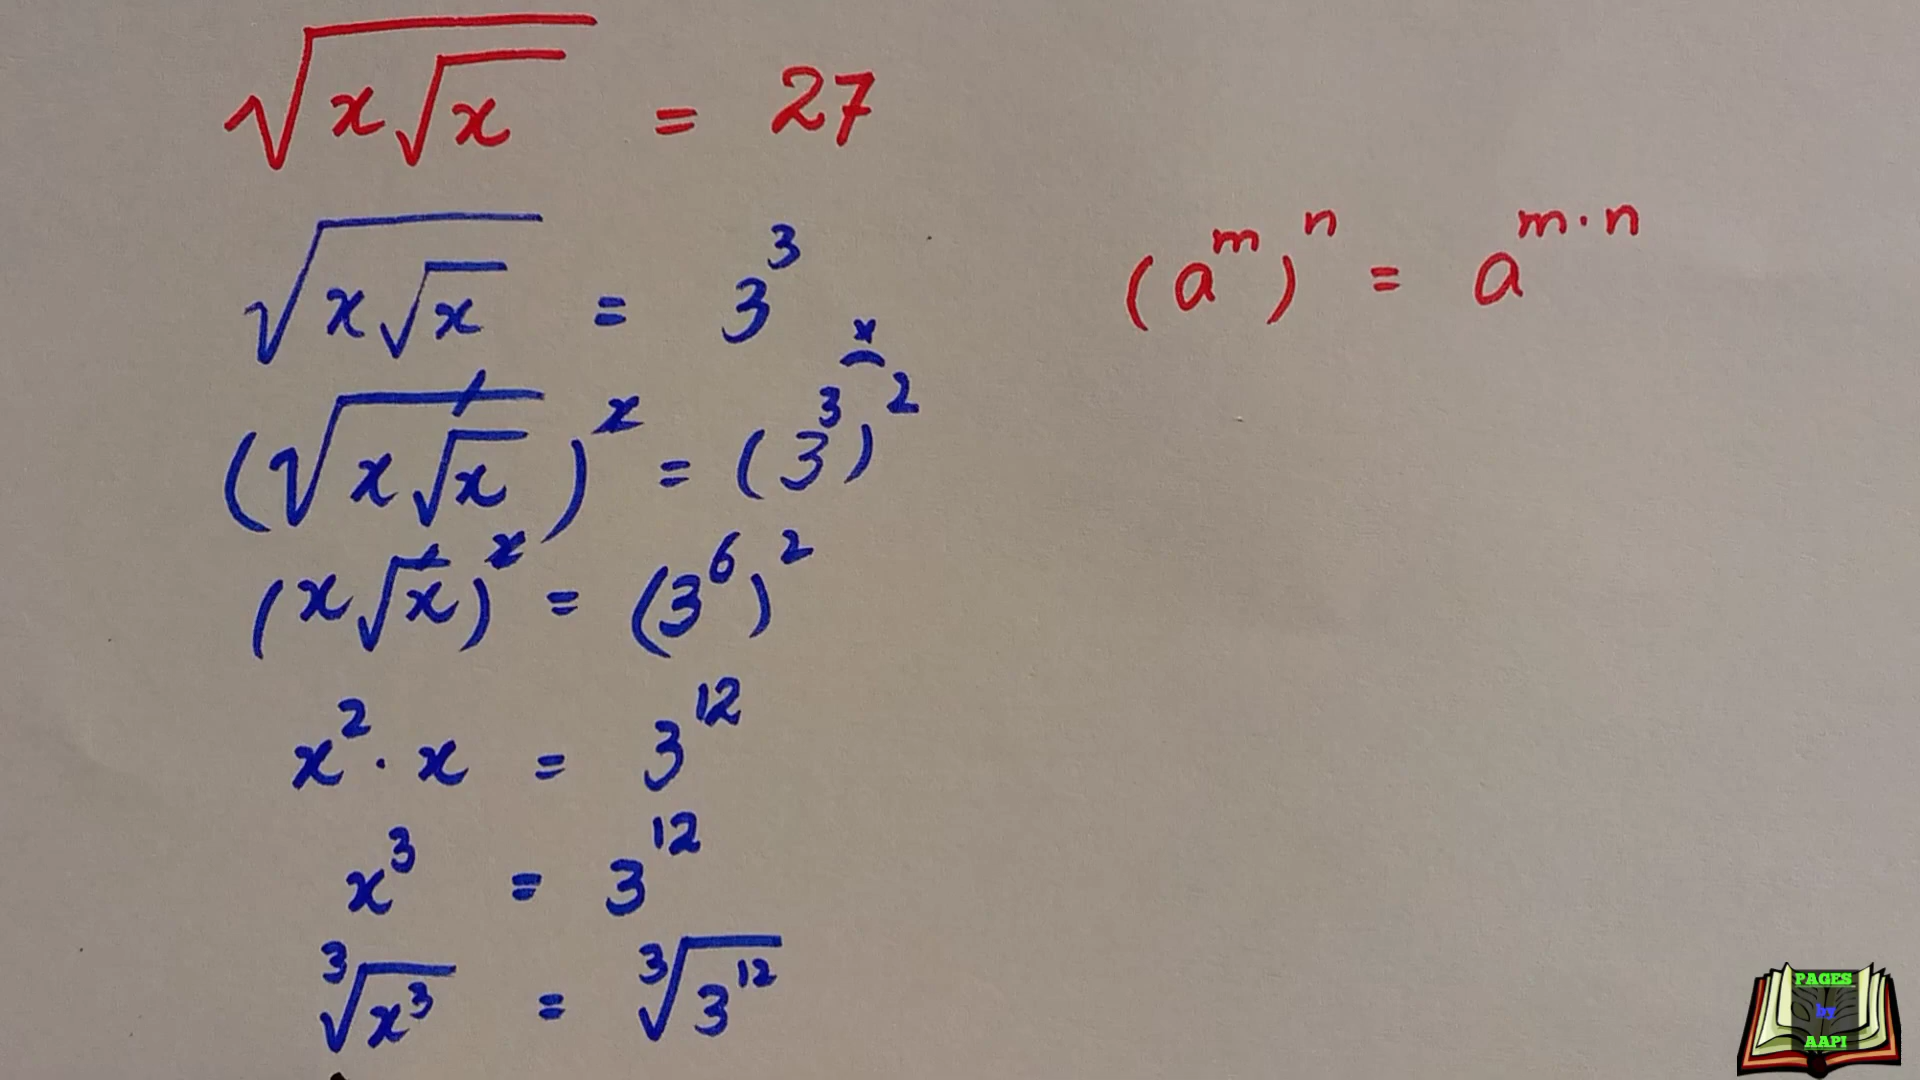 √(x√x) = 27
√(x√x) = 3³
(aᵐ)ⁿ = aᵐ·ⁿ
(√(x√x))² = (3³)²
x
(x√x)² = (3⁶)²
x² · x = 3¹²
x³ = 3¹²
∛(x³) = ∛(3¹²)
PAGES
by
AAPI